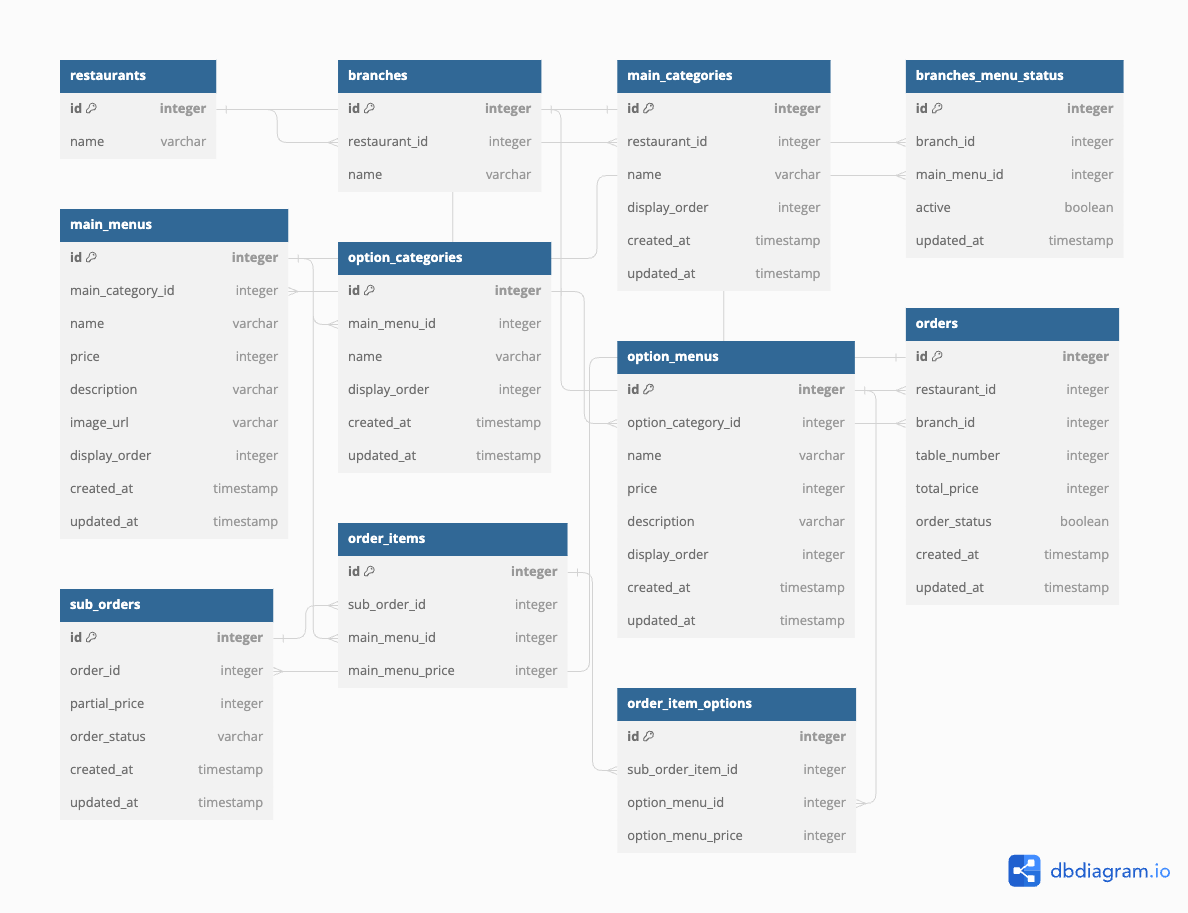 restaurants
id integer
name varchar
branches
id integer
restaurant_id integer
name varchar
main_categories
id integer
restaurant_id integer
name varchar
display_order integer
created_at timestamp
updated_at timestamp
branches_menu_status
id integer
branch_id integer
main_menu_id integer
active boolean
updated_at timestamp
main_menus
id integer
main_category_id integer
name varchar
price integer
description varchar
image_url varchar
display_order integer
created_at timestamp
updated_at timestamp
option_categories
id integer
main_menu_id integer
name varchar
display_order integer
created_at timestamp
updated_at timestamp
option_menus
id integer
option_category_id integer
name varchar
price integer
description varchar
display_order integer
created_at timestamp
updated_at timestamp
orders
id integer
restaurant_id integer
branch_id integer
table_number integer
total_price integer
order_status boolean
created_at timestamp
updated_at timestamp
sub_orders
id integer
order_id integer
partial_price integer
order_status varchar
created_at timestamp
updated_at timestamp
order_items
id integer
sub_order_id integer
main_menu_id integer
main_menu_price integer
order_item_options
id integer
sub_order_item_id integer
option_menu_id integer
option_menu_price integer
dbdiagram.io